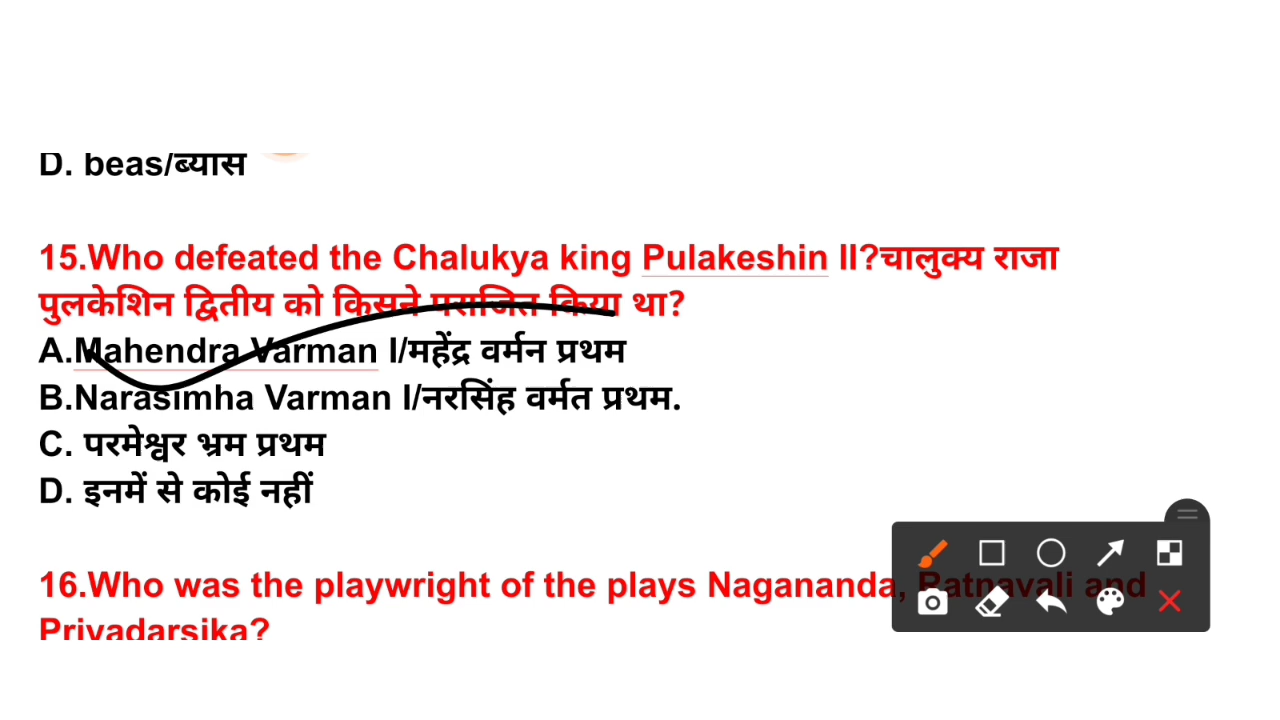 D. beas/ब्यास
15.Who defeated the Chalukya king Pulakeshin II?चालुक्य राजा
पुलकेशिन द्वितीय को किसने पराजित किया था?
A.Mahendra Varman I/महेंद्र वर्मन प्रथम
B.Narasimha Varman I/नरसिंह वर्मत प्रथम.
C. परमेश्वर भ्रम प्रथम
D. इनमें से कोई नहीं
16.Who was the playwright of the plays Nagananda, Ratnavali and
Priyadarsika?